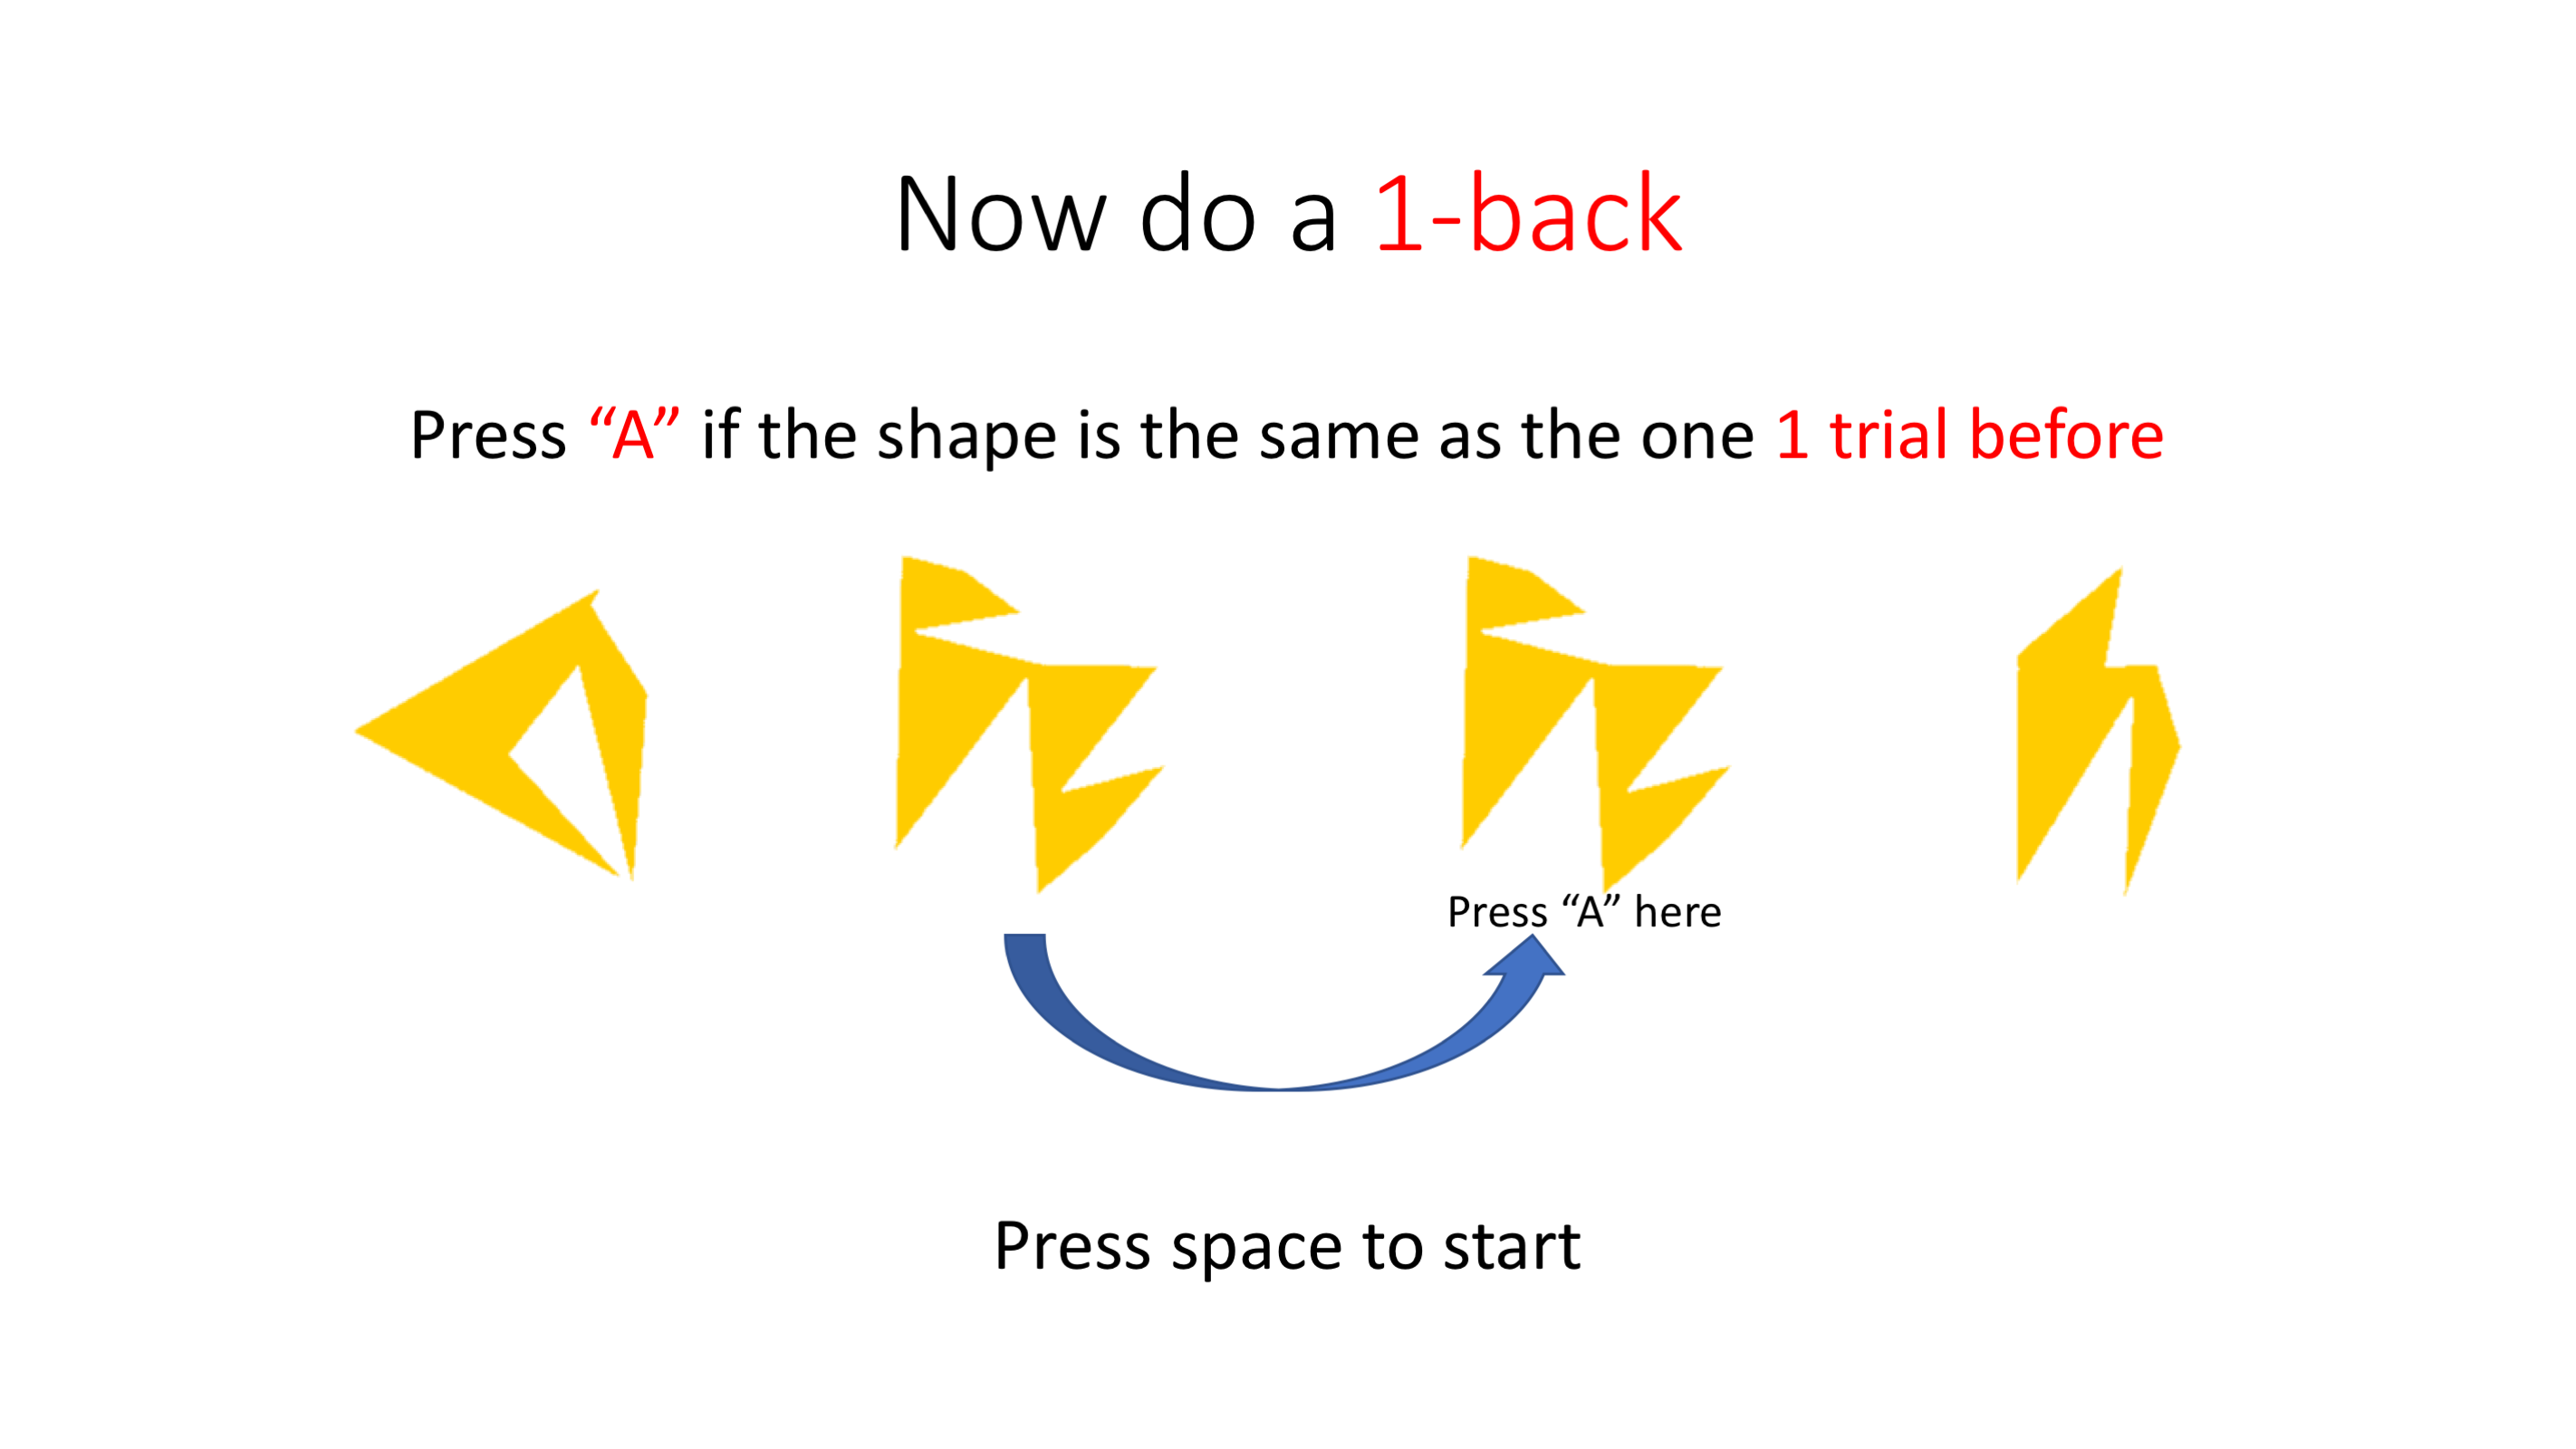 Now do a 1-back
Press “A” if the shape is the same as the one 1 trial before
Press “A” here
Press space to start